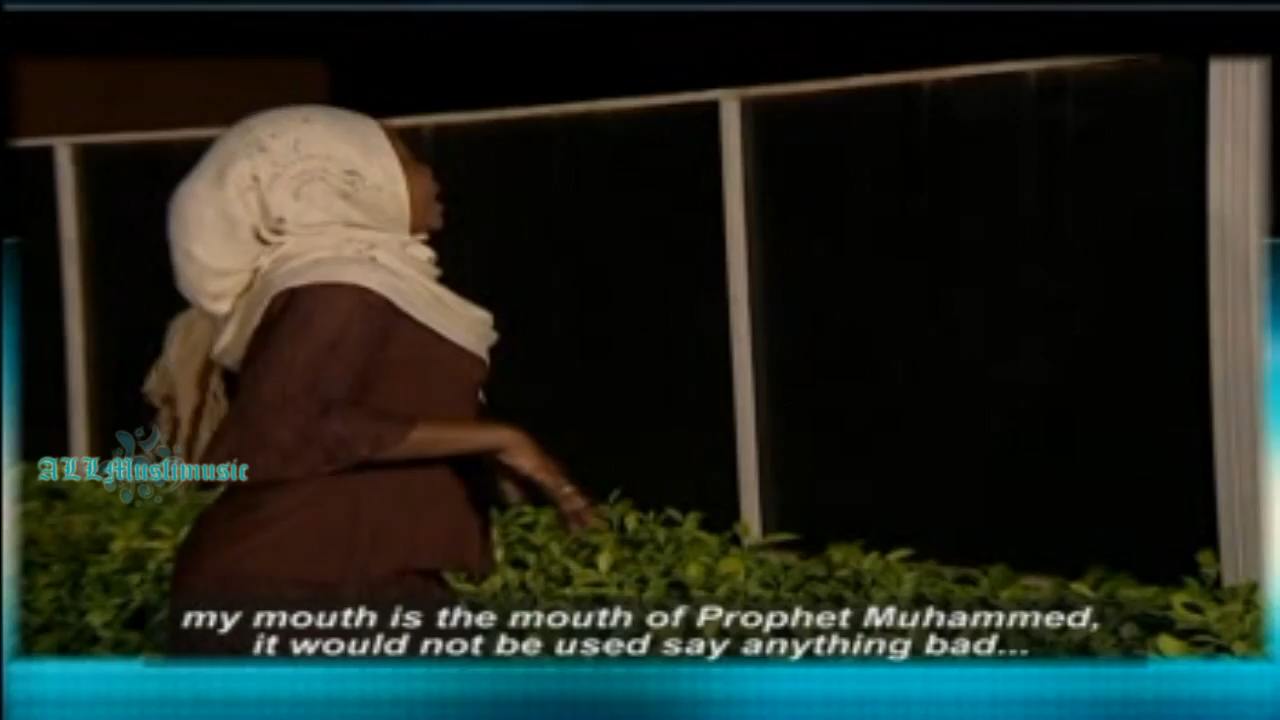 ALLMuslimusic
my mouth is the mouth of Prophet Muhammed,
it would not be used say anything bad...